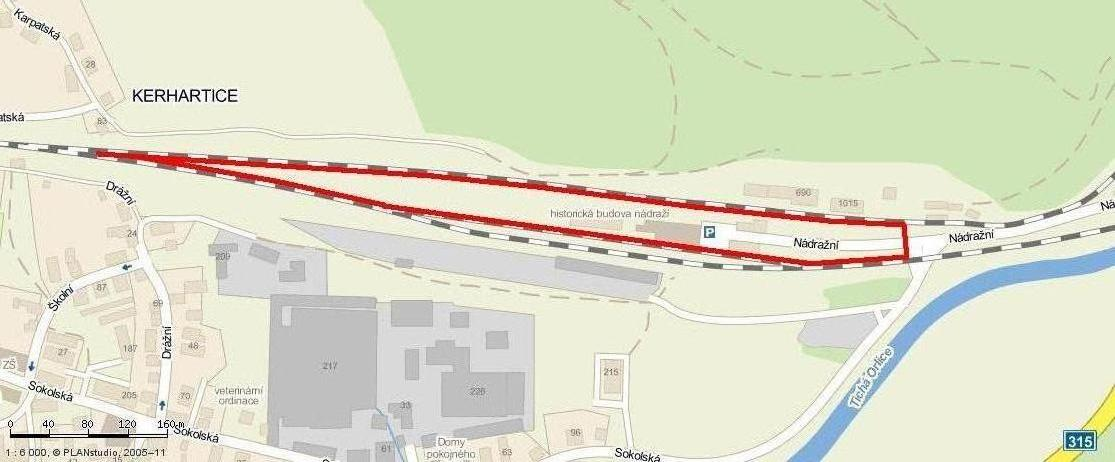 Karpatská
28
KERHARTICE
atská
83
Drážní
24
209
Školní
69
27
187
Drážní
48
ZŠ
Sokolská
205
70
veterinární
ordinace
Sokolská
217
226
33
61
Domy
pokojného
215
96
Sokolská
historická budova nádraží
P
Nádražní
690
1015
Nádražní
Ná
Tichá Orlice
315
0 40 80 120 160 m
1 : 6 000, © PLANstudio, 2005–11